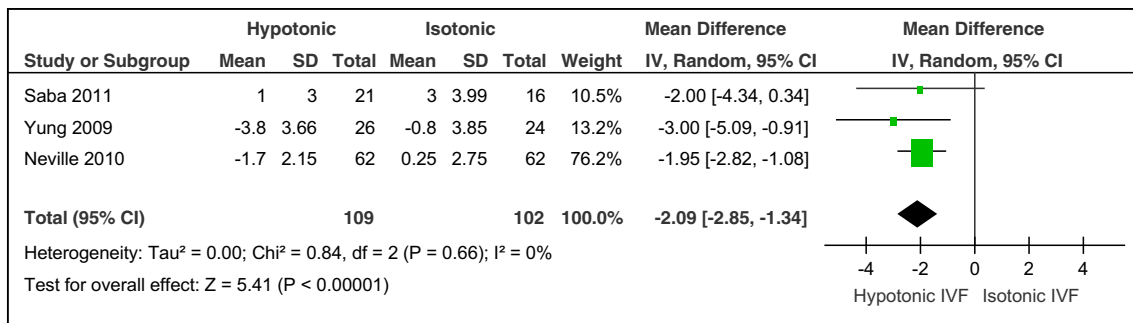 Hypotonic Isotonic Mean Difference Mean Difference
Study or Subgroup Mean SD Total Mean SD Total Weight IV, Random, 95% CI IV, Random, 95% CI
Saba 2011 1 3 21 3 3.99 16 10.5% -2.00 [-4.34, 0.34]
Yung 2009 -3.8 3.66 26 -0.8 3.85 24 13.2% -3.00 [-5.09, -0.91]
Neville 2010 -1.7 2.15 62 0.25 2.75 62 76.2% -1.95 [-2.82, -1.08]
Total (95% CI) 109 102 100.0% -2.09 [-2.85, -1.34]
Heterogeneity: Tau² = 0.00; Chi² = 0.84, df = 2 (P = 0.66); I² = 0%
Test for overall effect: Z = 5.41 (P < 0.00001)
-4 -2 0 2 4
Hypotonic IVF Isotonic IVF